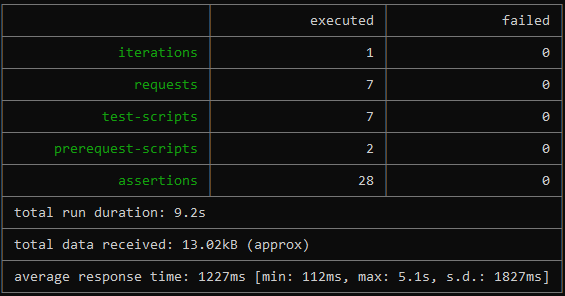 executed failed
iterations 1 0
requests 7 0
test-scripts 7 0
prerequest-scripts 2 0
assertions 28 0
total run duration: 9.2s
total data received: 13.02kB (approx)
average response time: 1227ms [min: 112ms, max: 5.1s, s.d.: 1827ms]